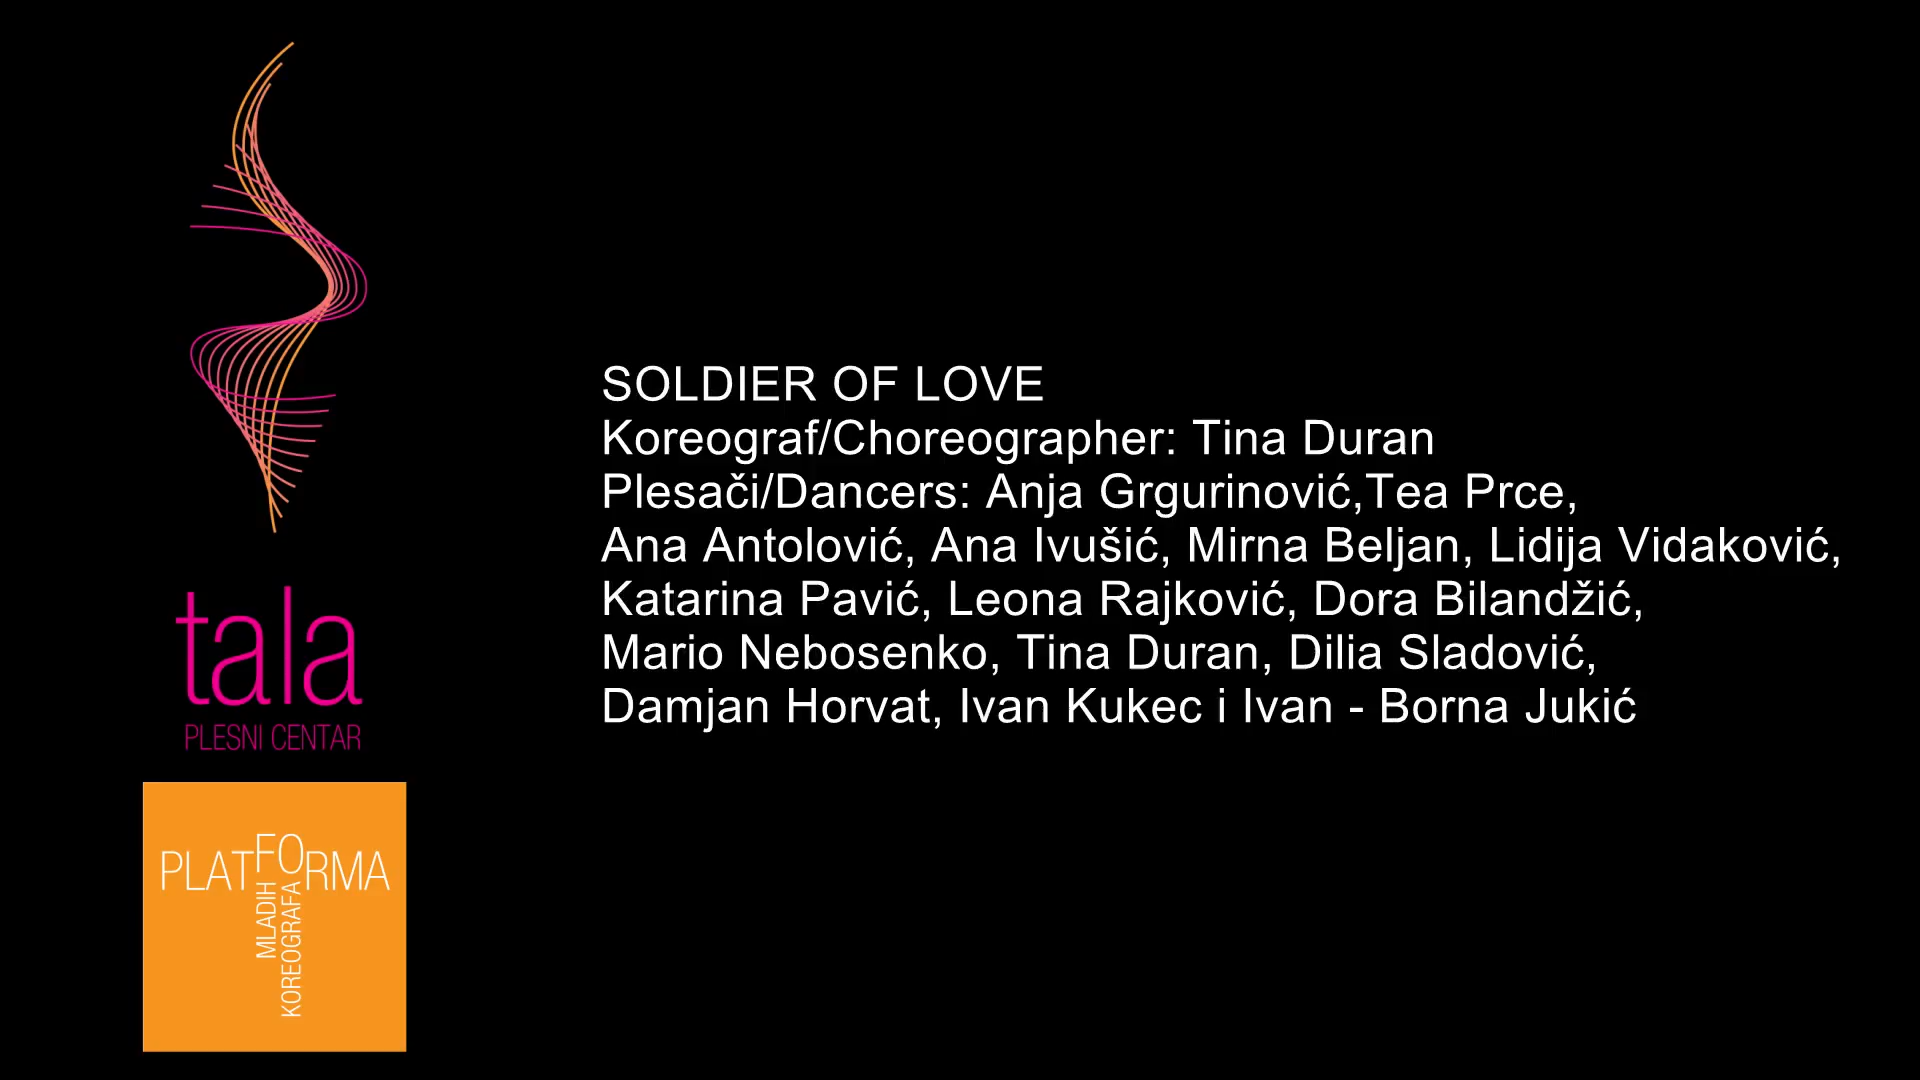 tala
PLESNI CENTAR
PLATFORMA
MLADIH
KOREOGRAFA
SOLDIER OF LOVE
Koreograf/Choreographer: Tina Duran
Plesači/Dancers: Anja Grgurinović,Tea Prce,
Ana Antolović, Ana Ivušić, Mirna Beljan, Lidija Vidaković,
Katarina Pavić, Leona Rajković, Dora Bilandžić,
Mario Nebosenko, Tina Duran, Dilia Sladović,
Damjan Horvat, Ivan Kukec i Ivan - Borna Jukić